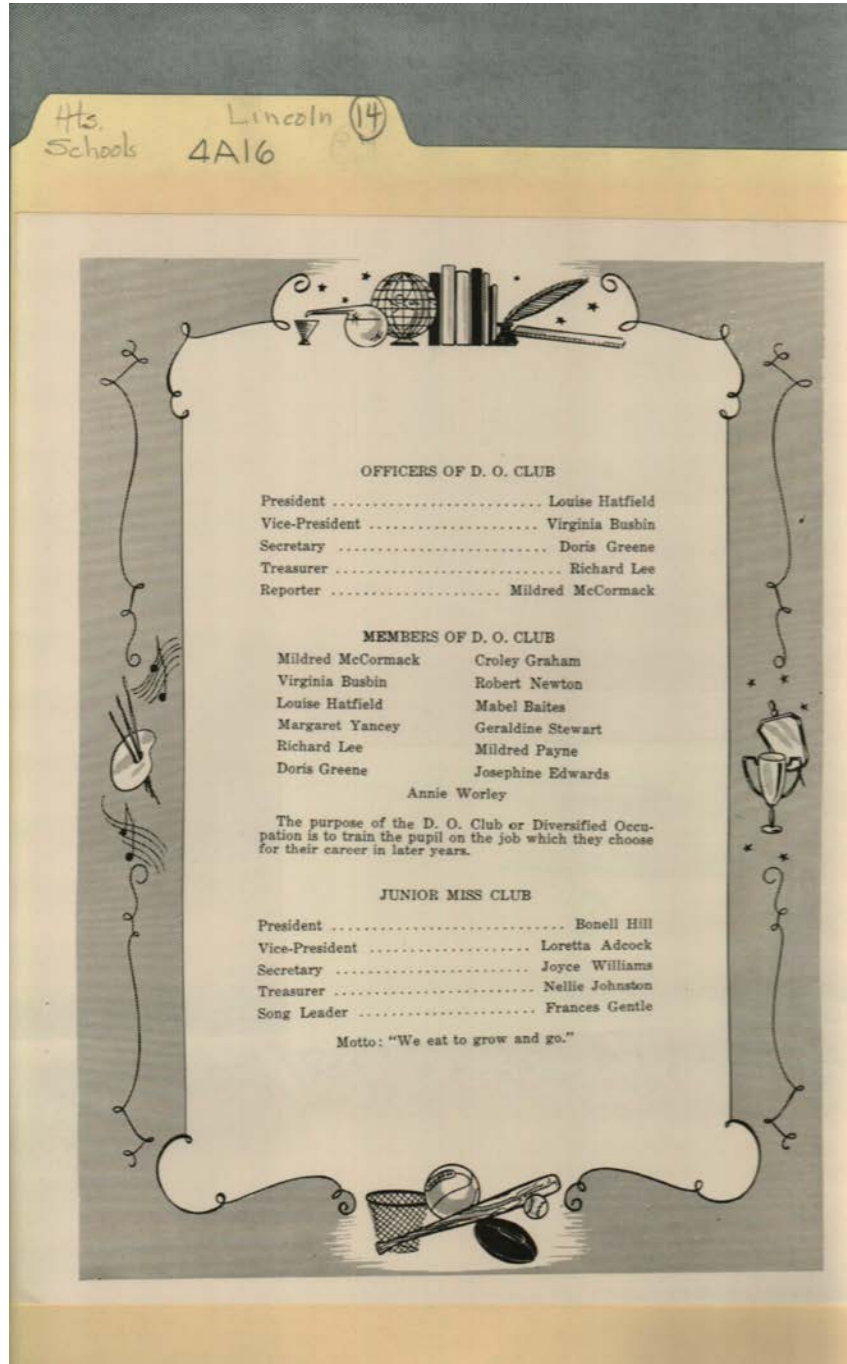 Hts. Lincoln 14
Schools 4A16
OFFICERS OF D. O. CLUB
President .......................... Louise Hatfield
Vice-President ..................... Virginia Busbin
Secretary .......................... Doris Greene
Treasurer ............................ Richard Lee
Reporter ..................... Mildred McCormack
MEMBERS OF D. O. CLUB
Mildred McCormack Croley Graham
Virginia Busbin Robert Newton
Louise Hatfield Mabel Baites
Margaret Yancey Geraldine Stewart
Richard Lee Mildred Payne
Doris Greene Josephine Edwards
Annie Worley
The purpose of the D. O. Club or Diversified Occu-
pation is to train the pupil on the job which they choose
for their career in later years.
JUNIOR MISS CLUB
President ............................. Bonell Hill
Vice-President .................... Loretta Adcock
Secretary ........................ Joyce Williams
Treasurer ......................... Nellie Johnston
Song Leader ...................... Frances Gentle
Motto: "We eat to grow and go."